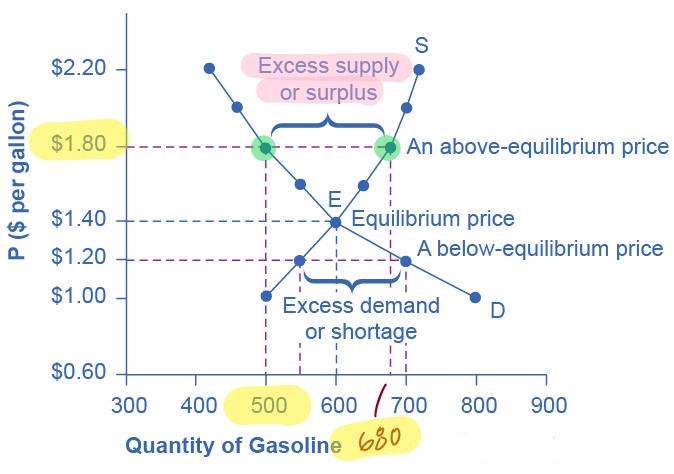 S
$2.20
Excess supply
or surplus
$1.80
An above-equilibrium price
P ($ per gallon)
E
$1.40
Equilibrium price
A below-equilibrium price
$1.20
$1.00
Excess demand
or shortage
D
$0.60
300 400 500 600 700 800 900
680
Quantity of Gasoline